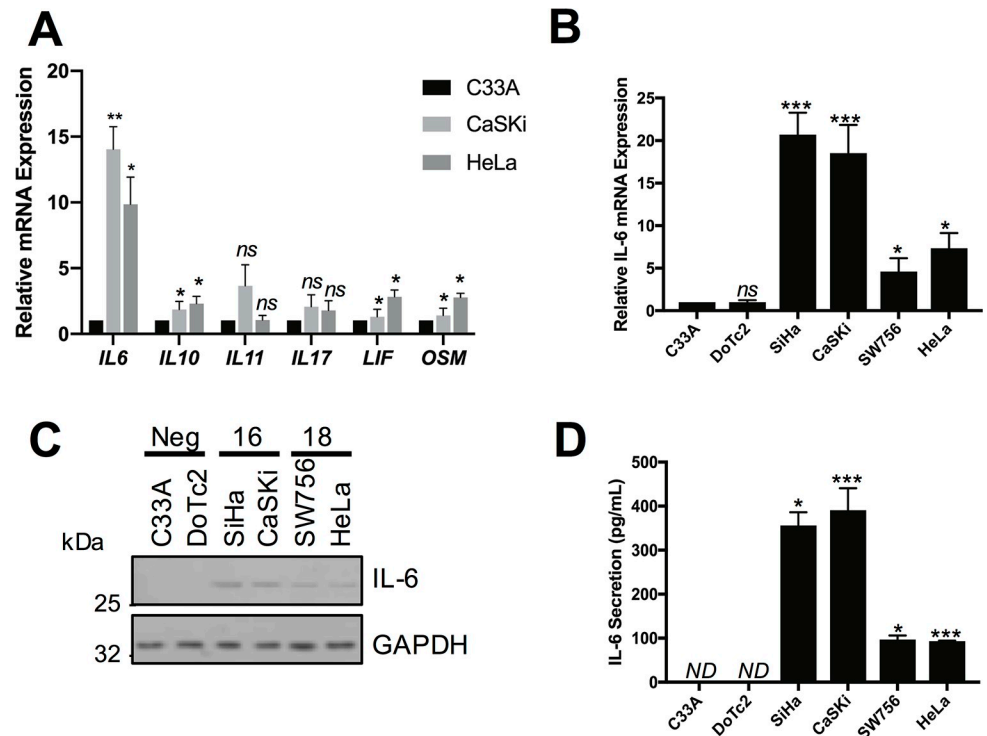 A
Relative mRNA Expression
20
15
10
5
0
** *
* *
ns ns
ns ns
* *
* *
IL6 IL10 IL11 IL17 LIF OSM
C33A
CaSKi
HeLa
B
Relative IL-6 mRNA Expression
25
20
15
10
5
0
ns *** *** * *
C33A DoTc2 SiHa CaSKi SW756 HeLa
C
Neg 16 18
C33A DoTc2 SiHa CaSKi SW756 HeLa
kDa
IL-6
25
GAPDH
32
D
IL-6 Secretion (pg/mL)
500
400
300
200
100
0
ND ND * *** * ***
C33A DoTc2 SiHa CaSKi SW756 HeLa